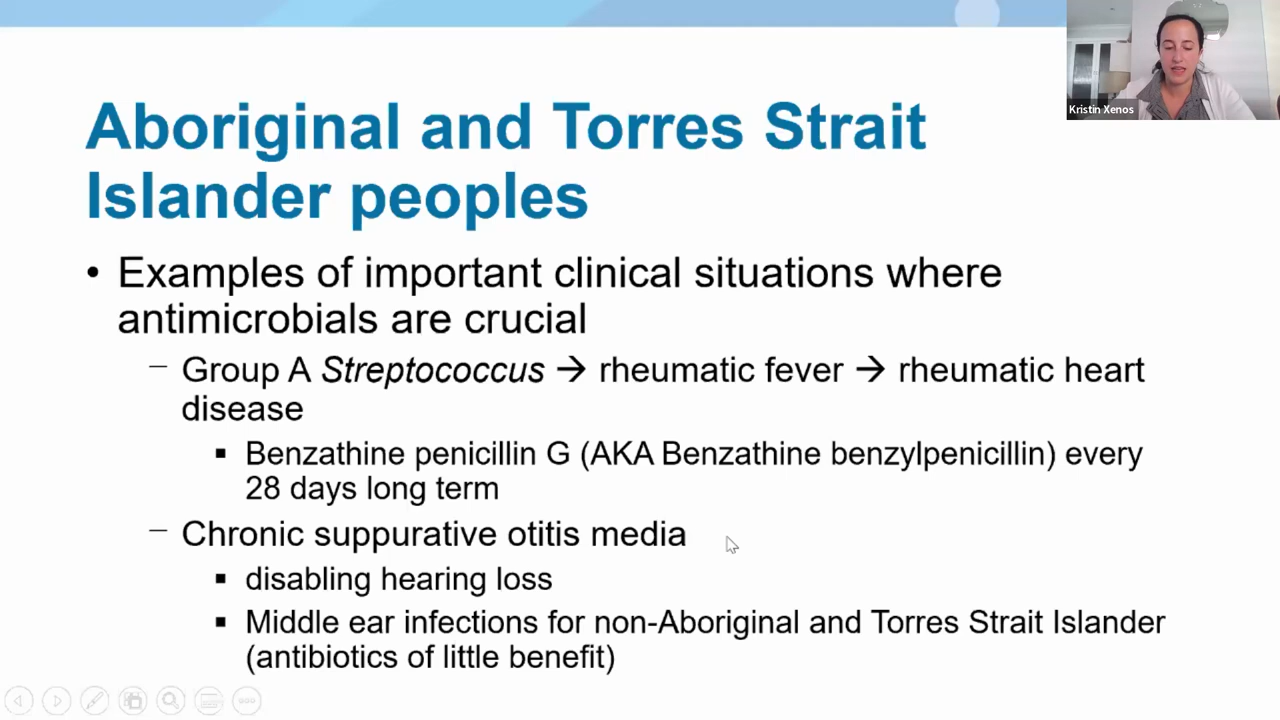 Kristin Xenos
Aboriginal and Torres Strait
Islander peoples
• Examples of important clinical situations where
antimicrobials are crucial
– Group A Streptococcus → rheumatic fever → rheumatic heart
disease
▪ Benzathine penicillin G (AKA Benzathine benzylpenicillin) every
28 days long term
– Chronic suppurative otitis media
▪ disabling hearing loss
▪ Middle ear infections for non-Aboriginal and Torres Strait Islander
(antibiotics of little benefit)